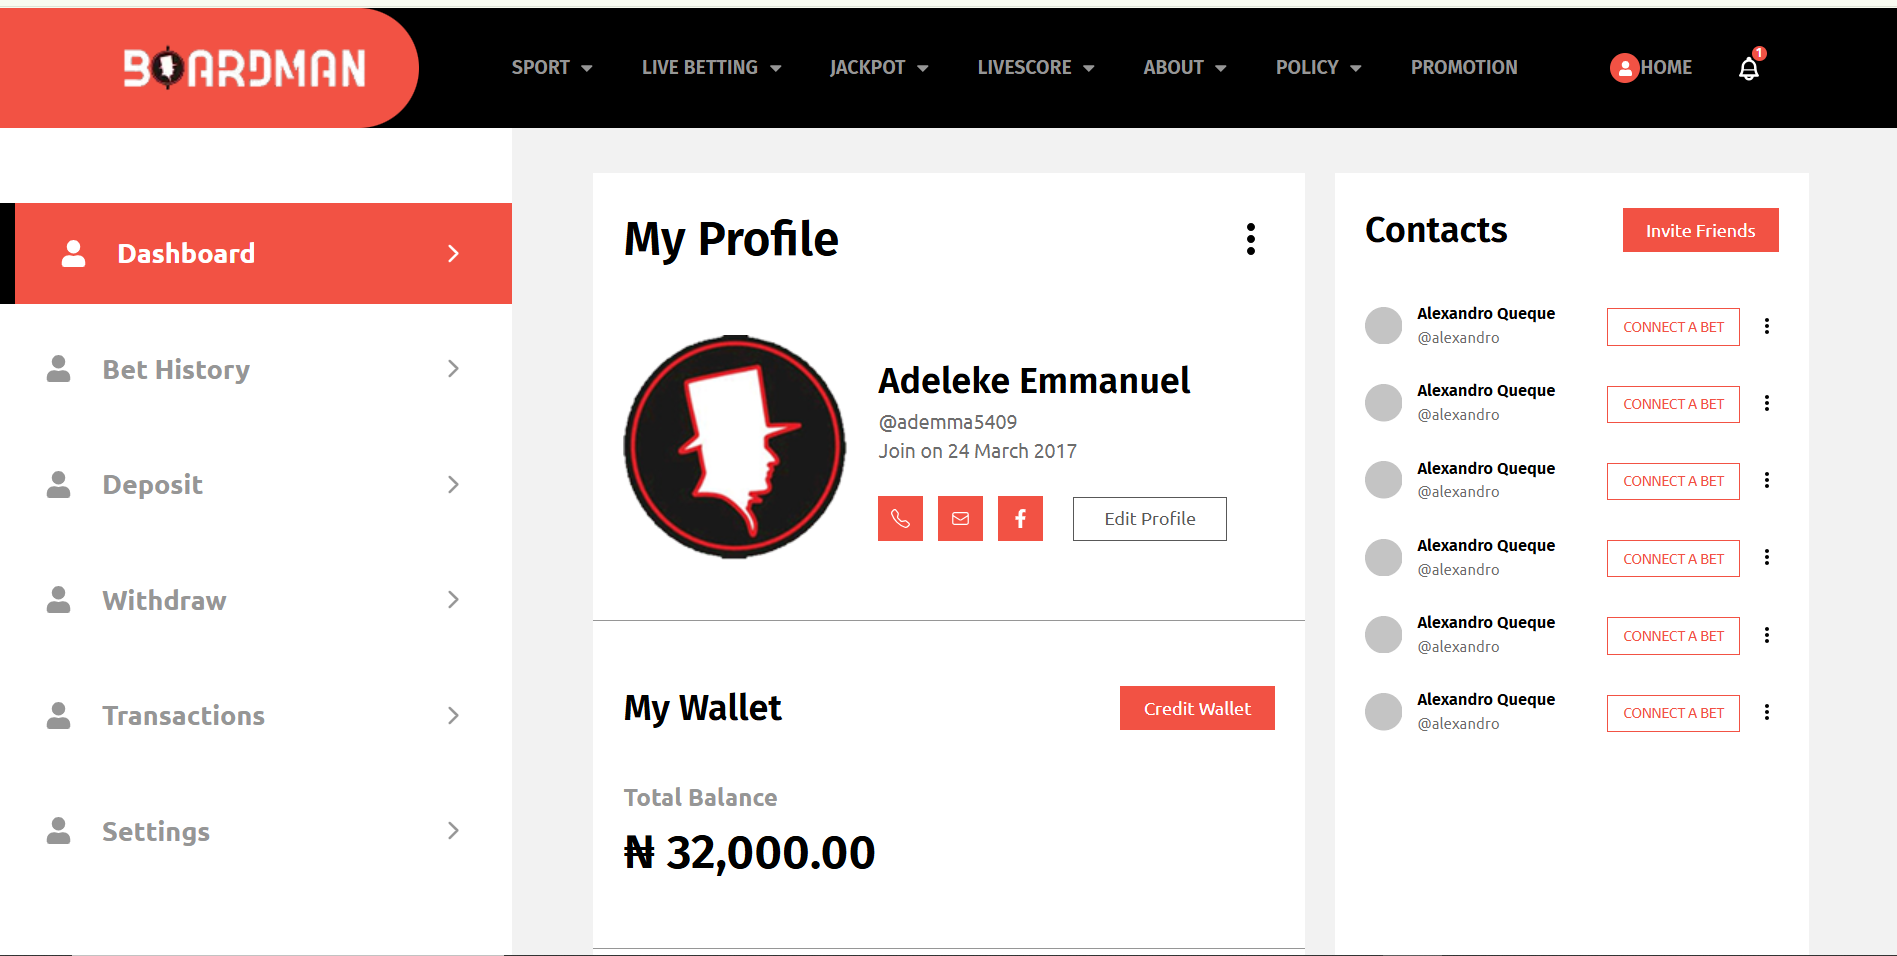 BOARDMAN
SPORT
LIVE BETTING
JACKPOT
LIVESCORE
ABOUT
POLICY
PROMOTION
HOME
1
Dashboard
Bet History
Deposit
Withdraw
Transactions
Settings
My Profile
Adeleke Emmanuel
@ademma5409
Join on 24 March 2017
Edit Profile
My Wallet
Credit Wallet
Total Balance
₦ 32,000.00
Contacts
Invite Friends
Alexandro Queque
@alexandro
CONNECT A BET
Alexandro Queque
@alexandro
CONNECT A BET
Alexandro Queque
@alexandro
CONNECT A BET
Alexandro Queque
@alexandro
CONNECT A BET
Alexandro Queque
@alexandro
CONNECT A BET
Alexandro Queque
@alexandro
CONNECT A BET